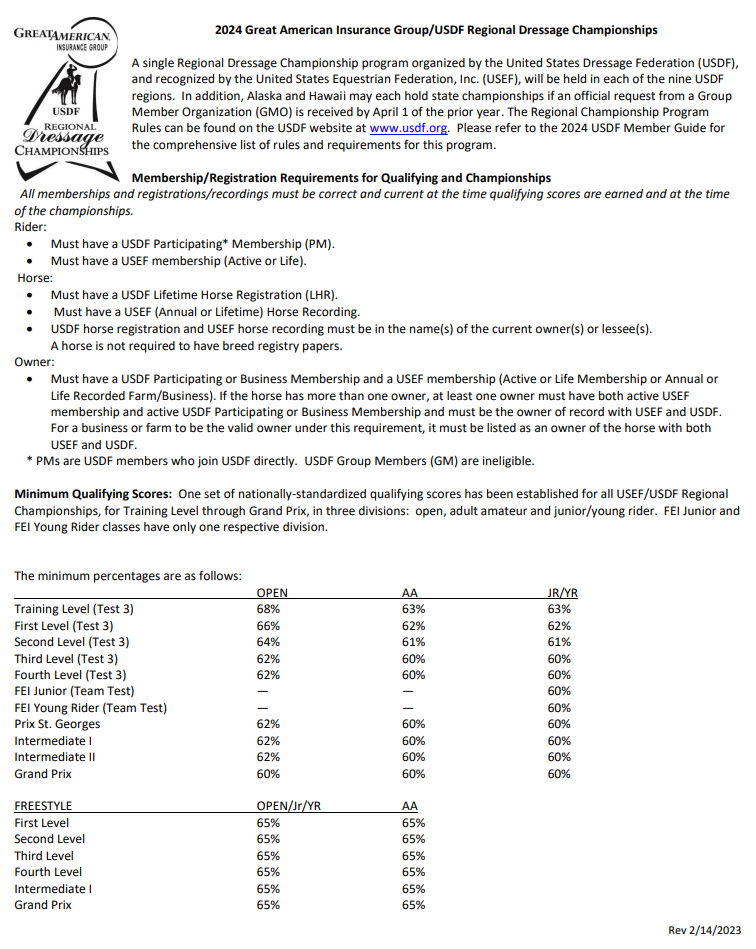 GREATAMERICAN.
INSURANCE GROUP
USDF
REGIONAL
Dressage
CHAMPIONSHIPS
2024 Great American Insurance Group/USDF Regional Dressage Championships
A single Regional Dressage Championship program organized by the United States Dressage Federation (USDF),
and recognized by the United States Equestrian Federation, Inc. (USEF), will be held in each of the nine USDF
regions.  In addition, Alaska and Hawaii may each hold state championships if an official request from a Group
Member Organization (GMO) is received by April 1 of the prior year. The Regional Championship Program
Rules can be found on the USDF website at www.usdf.org.  Please refer to the 2024 USDF Member Guide for
the comprehensive list of rules and requirements for this program.
Membership/Registration Requirements for Qualifying and Championships
All memberships and registrations/recordings must be correct and current at the time qualifying scores are earned and at the time
of the championships.
Rider:
• Must have a USDF Participating* Membership (PM).
• Must have a USEF membership (Active or Life).
Horse:
• Must have a USDF Lifetime Horse Registration (LHR).
• Must have a USEF (Annual or Lifetime) Horse Recording.
• USDF horse registration and USEF horse recording must be in the name(s) of the current owner(s) or lessee(s).
A horse is not required to have breed registry papers.
Owner:
• Must have a USDF Participating or Business Membership and a USEF membership (Active or Life Membership or Annual or
Life Recorded Farm/Business). If the horse has more than one owner, at least one owner must have both active USEF
membership and active USDF Participating or Business Membership and must be the owner of record with USEF and USDF.
For a business or farm to be the valid owner under this requirement, it must be listed as an owner of the horse with both
USEF and USDF.
* PMs are USDF members who join USDF directly.  USDF Group Members (GM) are ineligible.
Minimum Qualifying Scores:  One set of nationally-standardized qualifying scores has been established for all USEF/USDF Regional
Championships, for Training Level through Grand Prix, in three divisions:  open, adult amateur and junior/young rider.  FEI Junior and
FEI Young Rider classes have only one respective division.
The minimum percentages are as follows:
OPEN AA JR/YR
Training Level (Test 3) 68% 63% 63%
First Level (Test 3) 66% 62% 62%
Second Level (Test 3) 64% 61% 61%
Third Level (Test 3) 62% 60% 60%
Fourth Level (Test 3) 62% 60% 60%
FEI Junior (Team Test) — — 60%
FEI Young Rider (Team Test) — — 60%
Prix St. Georges 62% 60% 60%
Intermediate I 62% 60% 60%
Intermediate II 62% 60% 60%
Grand Prix 60% 60% 60%
FREESTYLE OPEN/Jr/YR AA
First Level 65% 65%
Second Level 65% 65%
Third Level 65% 65%
Fourth Level 65% 65%
Intermediate I 65% 65%
Grand Prix 65% 65%
Rev 2/14/2023